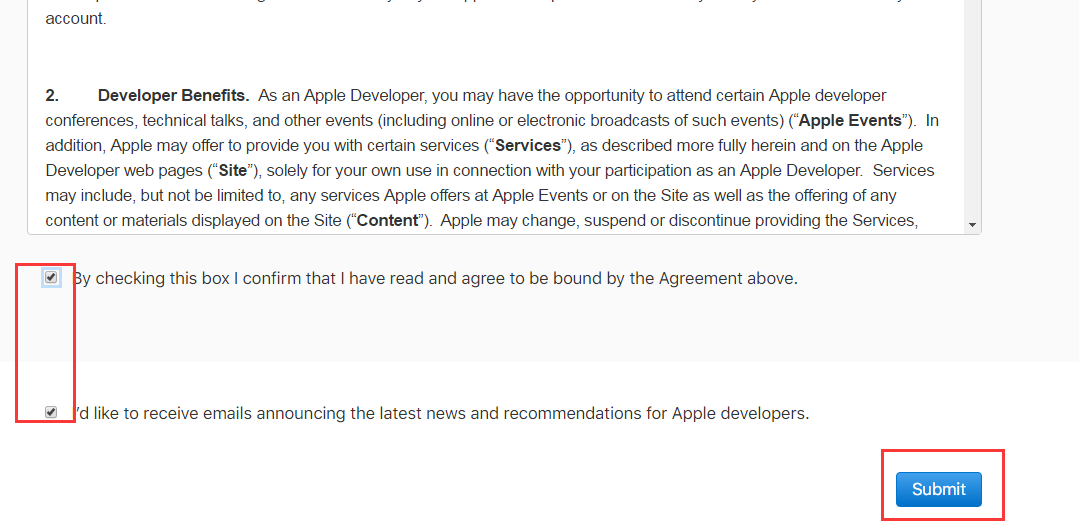 account.
2. Developer Benefits. As an Apple Developer, you may have the opportunity to attend certain Apple developer
conferences, technical talks, and other events (including online or electronic broadcasts of such events) (“Apple Events”). In
addition, Apple may offer to provide you with certain services (“Services”), as described more fully herein and on the Apple
Developer web pages (“Site”), solely for your own use in connection with your participation as an Apple Developer. Services
may include, but not be limited to, any services Apple offers at Apple Events or on the Site as well as the offering of any
content or materials displayed on the Site (“Content”). Apple may change, suspend or discontinue providing the Services,
By checking this box I confirm that I have read and agree to be bound by the Agreement above.
I’d like to receive emails announcing the latest news and recommendations for Apple developers.
Submit